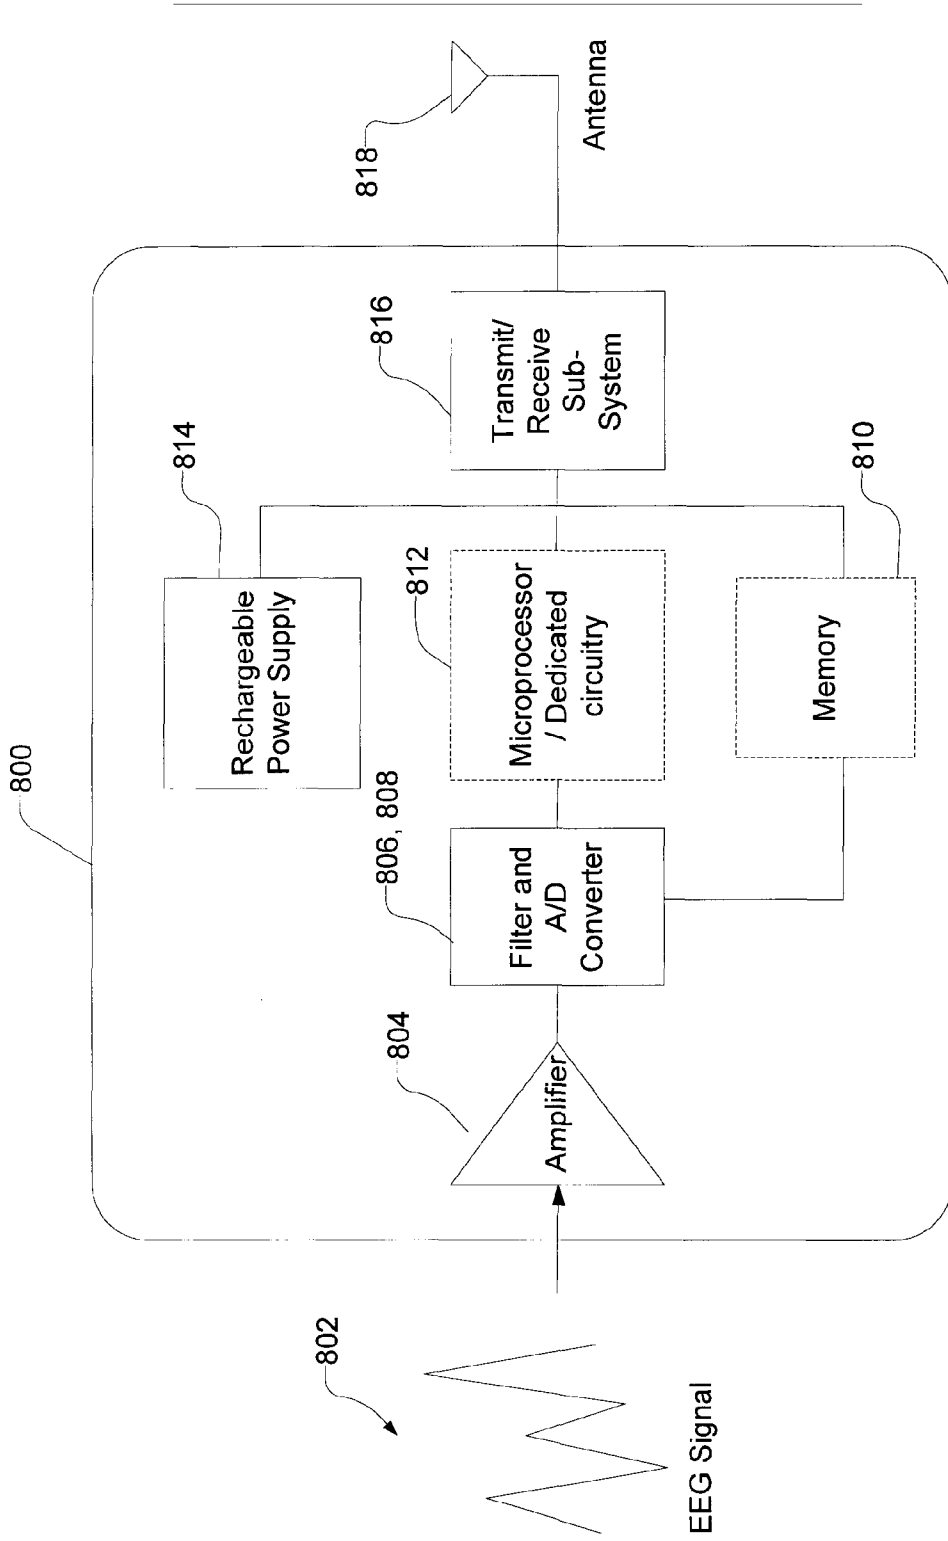 800
814
Rechargeable
Power Supply
802
804
806, 808
812
816
818
Amplifier
Filter and
A/D
Converter
Microprocessor
/ Dedicated
circuitry
Transmit/
Receive
Sub-
System
Antenna
EEG Signal
810
Memory